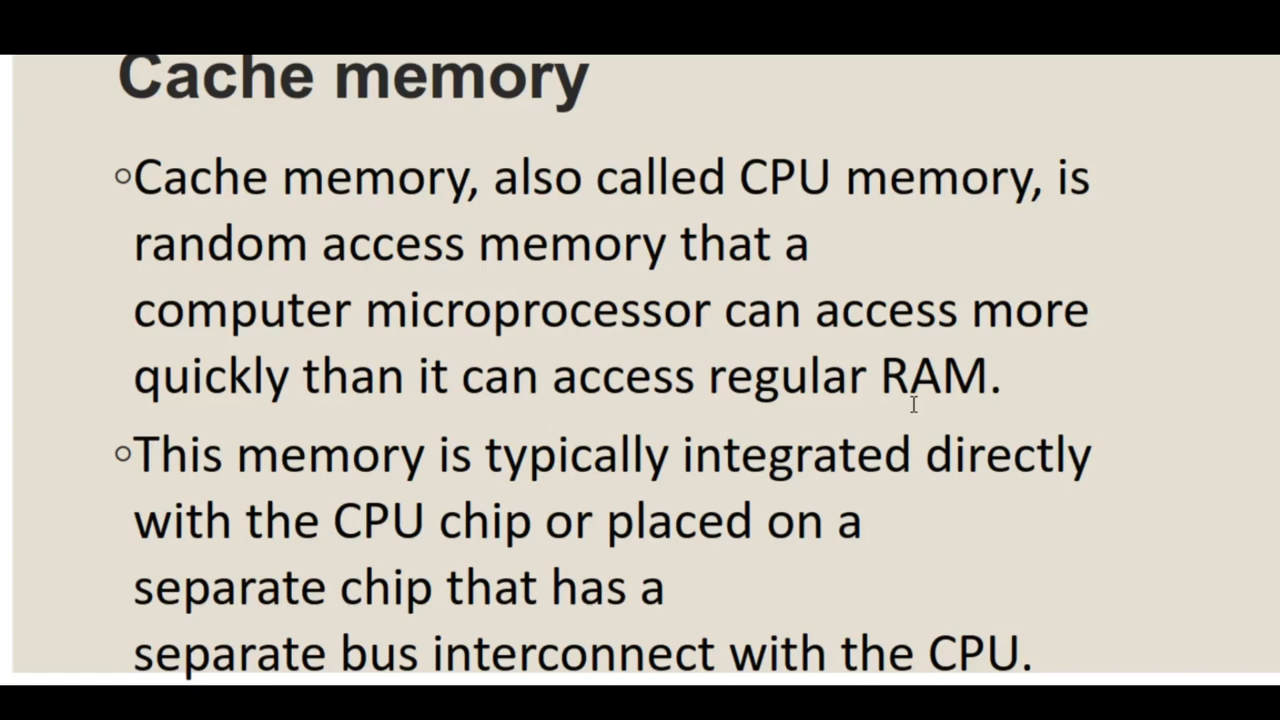 Cache memory
○Cache memory, also called CPU memory, is
random access memory that a
computer microprocessor can access more
quickly than it can access regular RAM.
○This memory is typically integrated directly
with the CPU chip or placed on a
separate chip that has a
separate bus interconnect with the CPU.